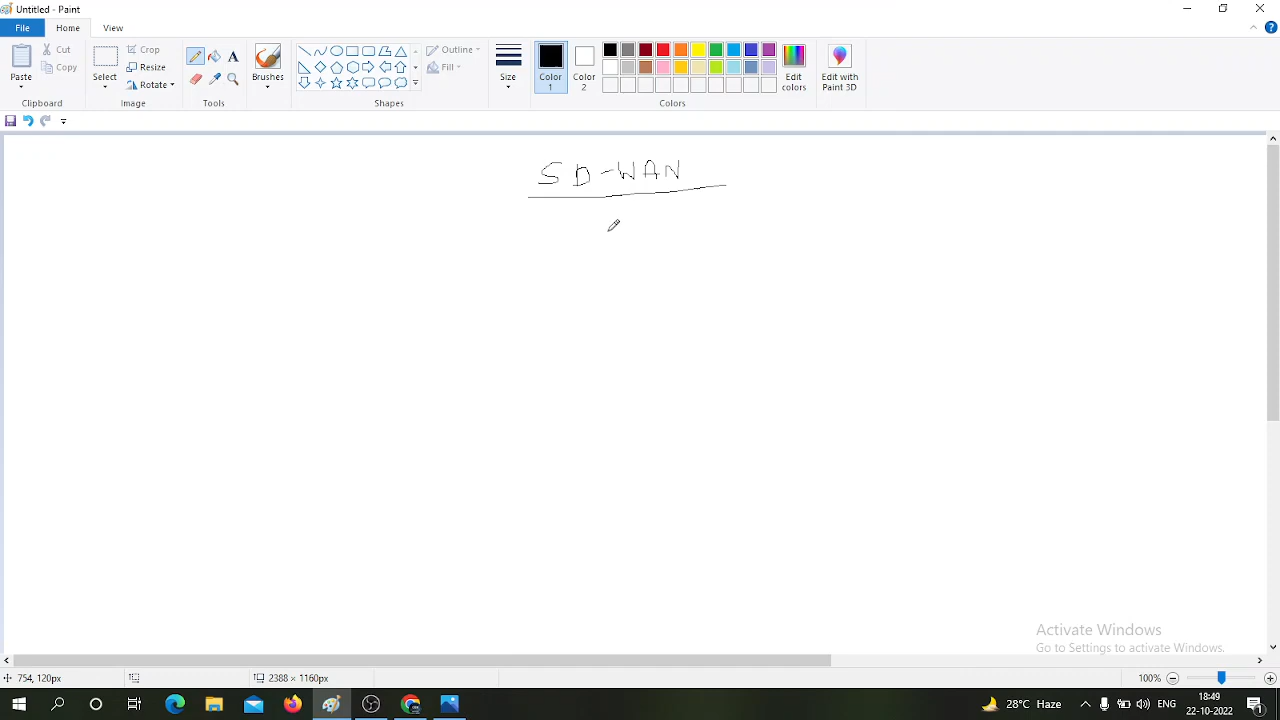 Untitled - Paint
File Home View
Paste Cut Copy Clipboard
Select Crop Resize Rotate Image
Tools
Brushes
Outline Fill Shapes
Size
Color 1 Color 2 Edit colors Edit with Paint 3D Colors
SD-WAN
Activate Windows
Go to Settings to activate Windows.
754, 120px 2388 × 1160px 100%
28°C Haze ENG 18:49 22-10-2022